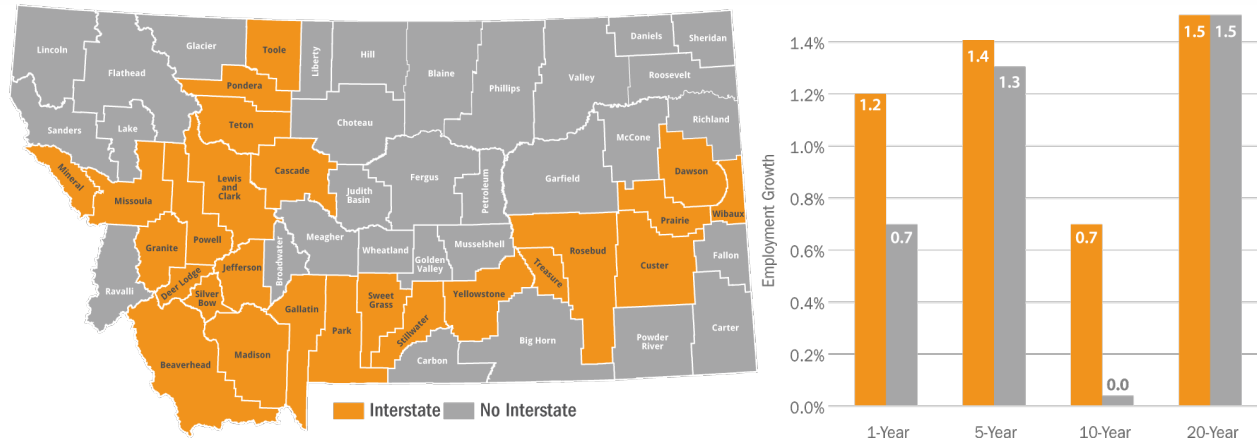 Lincoln
Flathead
Glacier
Toole
Liberty
Hill
Blaine
Phillips
Valley
Daniels
Sheridan
Roosevelt
Pondera
Teton
Choteau
Sanders
Lake
McCone
Richland
Mineral
Missoula
Lewis
and
Clark
Cascade
Judith
Basin
Fergus
Petroleum
Garfield
Dawson
Prairie
Wibaux
Granite
Powell
Meagher
Wheatland
Golden
Valley
Musselshell
Rosebud
Treasure
Custer
Fallon
Ravalli
Deer Lodge
Silver
Bow
Jefferson
Broadwater
Gallatin
Park
Sweet
Grass
Stillwater
Yellowstone
Big Horn
Powder
River
Carter
Beaverhead
Madison
Carbon
Interstate
No Interstate
Employment Growth
1.4%
1.2%
1.0%
0.8%
0.6%
0.4%
0.2%
0.0%
1.2
0.7
1.4
1.3
0.7
0.0
1.5
1.5
1-Year
5-Year
10-Year
20-Year